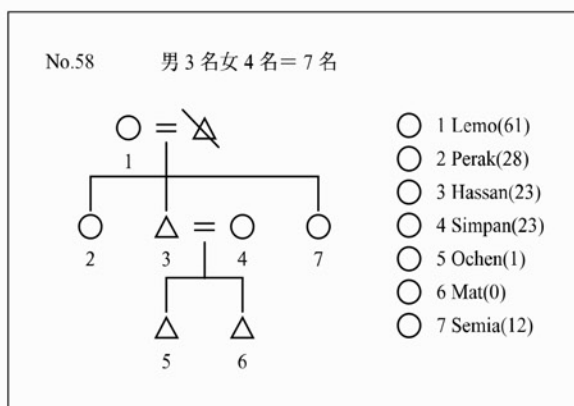 No.58 男 3 名女 4 名＝ 7 名
1
2 3 4 7
5 6
1 Lemo(61)
2 Perak(28)
3 Hassan(23)
4 Simpan(23)
5 Ochen(1)
6 Mat(0)
7 Semia(12)